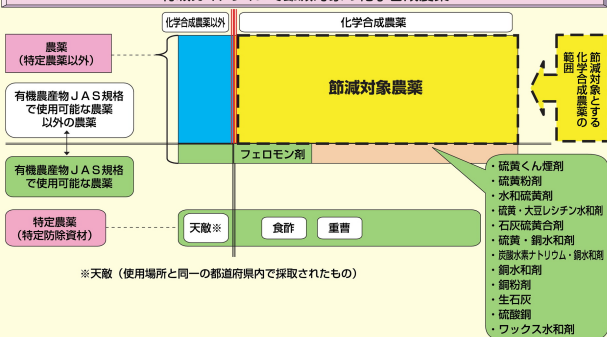 化学合成農薬以外
化学合成農薬
農薬
(特定農薬以外)
節減対象農薬
節減対象とする
化学合成農薬の
範囲
有機農産物JAS規格
で使用可能な農薬
以外の農薬
フェロモン剤
有機農産物JAS規格
で使用可能な農薬
・硫黄くん煙剤
・硫黄粉剤
・水和硫黄剤
・硫黄・大豆レシチン水和剤
・石灰硫黄合剤
・硫黄・銅水和剤
・炭酸水素ナトリウム・銅水和剤
・銅水和剤
・銅粉剤
・生石灰
・硫酸銅
・ワックス水和剤
特定農薬
(特定防除資材)
天敵※
食酢
重曹
※天敵(使用場所と同一の都道府県内で採取されたもの)